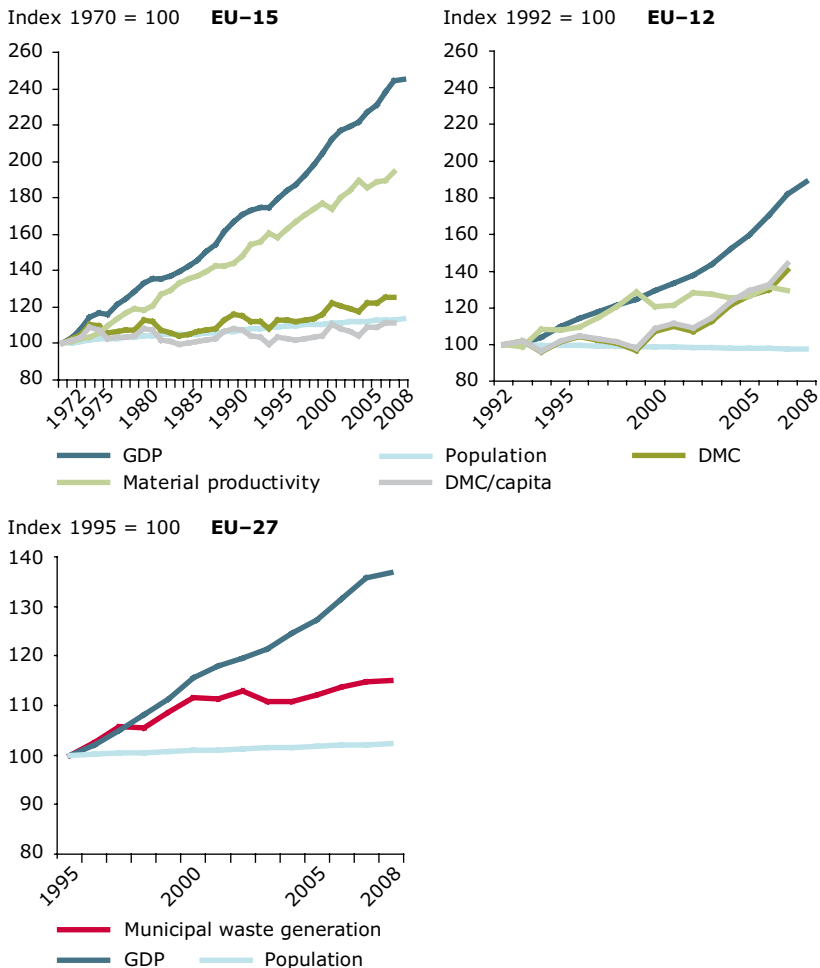 Index 1970 = 100 EU–15
260
240
220
200
180
160
140
120
100
80
1972 1975 1980 1985 1990 1995 2000 2005 2008
Index 1992 = 100 EU–12
260
240
220
200
180
160
140
120
100
80
1992 1995 2000 2005 2008
GDP Population DMC
Material productivity DMC/capita
Index 1995 = 100 EU–27
140
130
120
110
100
90
80
1995 2000 2005 2008
Municipal waste generation
GDP Population